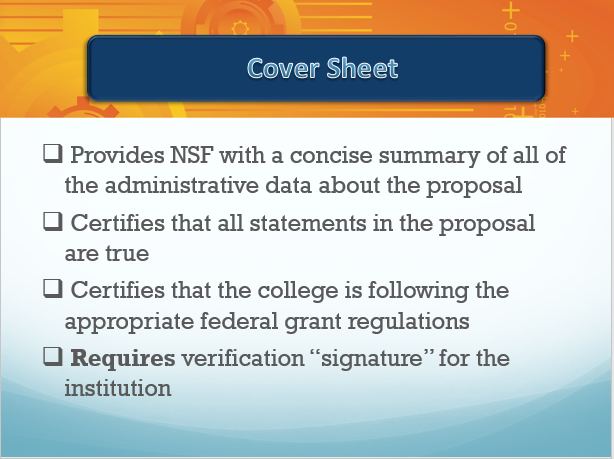 Cover Sheet
❑ Provides NSF with a concise summary of all of
the administrative data about the proposal
❑ Certifies that all statements in the proposal
are true
❑ Certifies that the college is following the
appropriate federal grant regulations
❑ Requires verification “signature” for the
institution